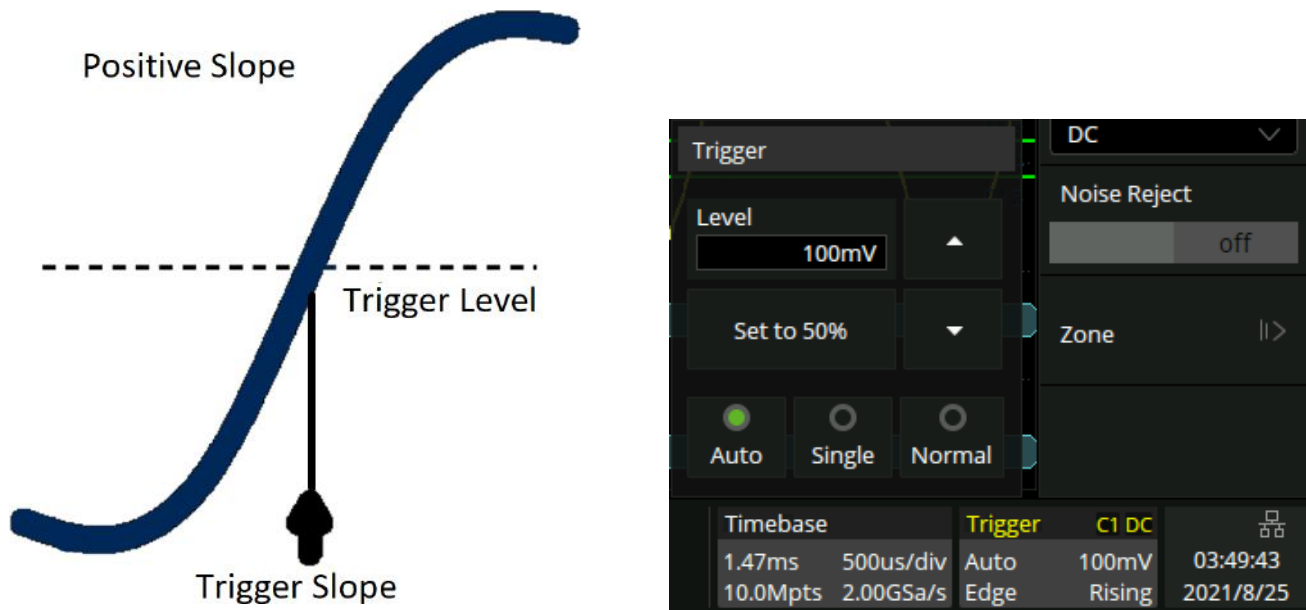 Positive Slope
Trigger Level
Trigger Slope
Trigger
Level
100mV
Set to 50%
Auto Single Normal
DC
Noise Reject
off
Zone
Timebase
1.47ms 500us/div
10.0Mpts 2.00GSa/s
Trigger C1 DC
Auto 100mV
Edge Rising
03:49:43
2021/8/25